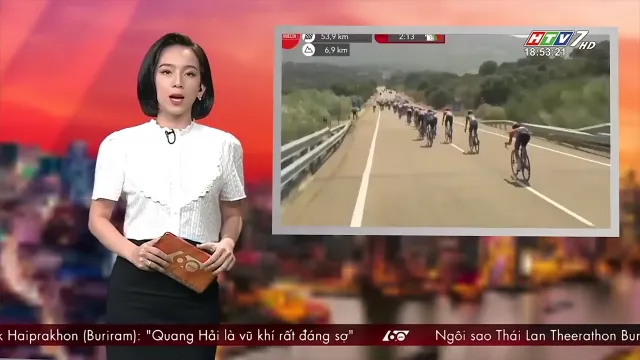 53,9 km
6,9 km
2:13
HTV7 HD
18:53:21
k Haiprakhon (Buriram): "Quang Hải là vũ khí rất đáng sợ" 60 Ngôi sao Thái Lan Theerathon Bun